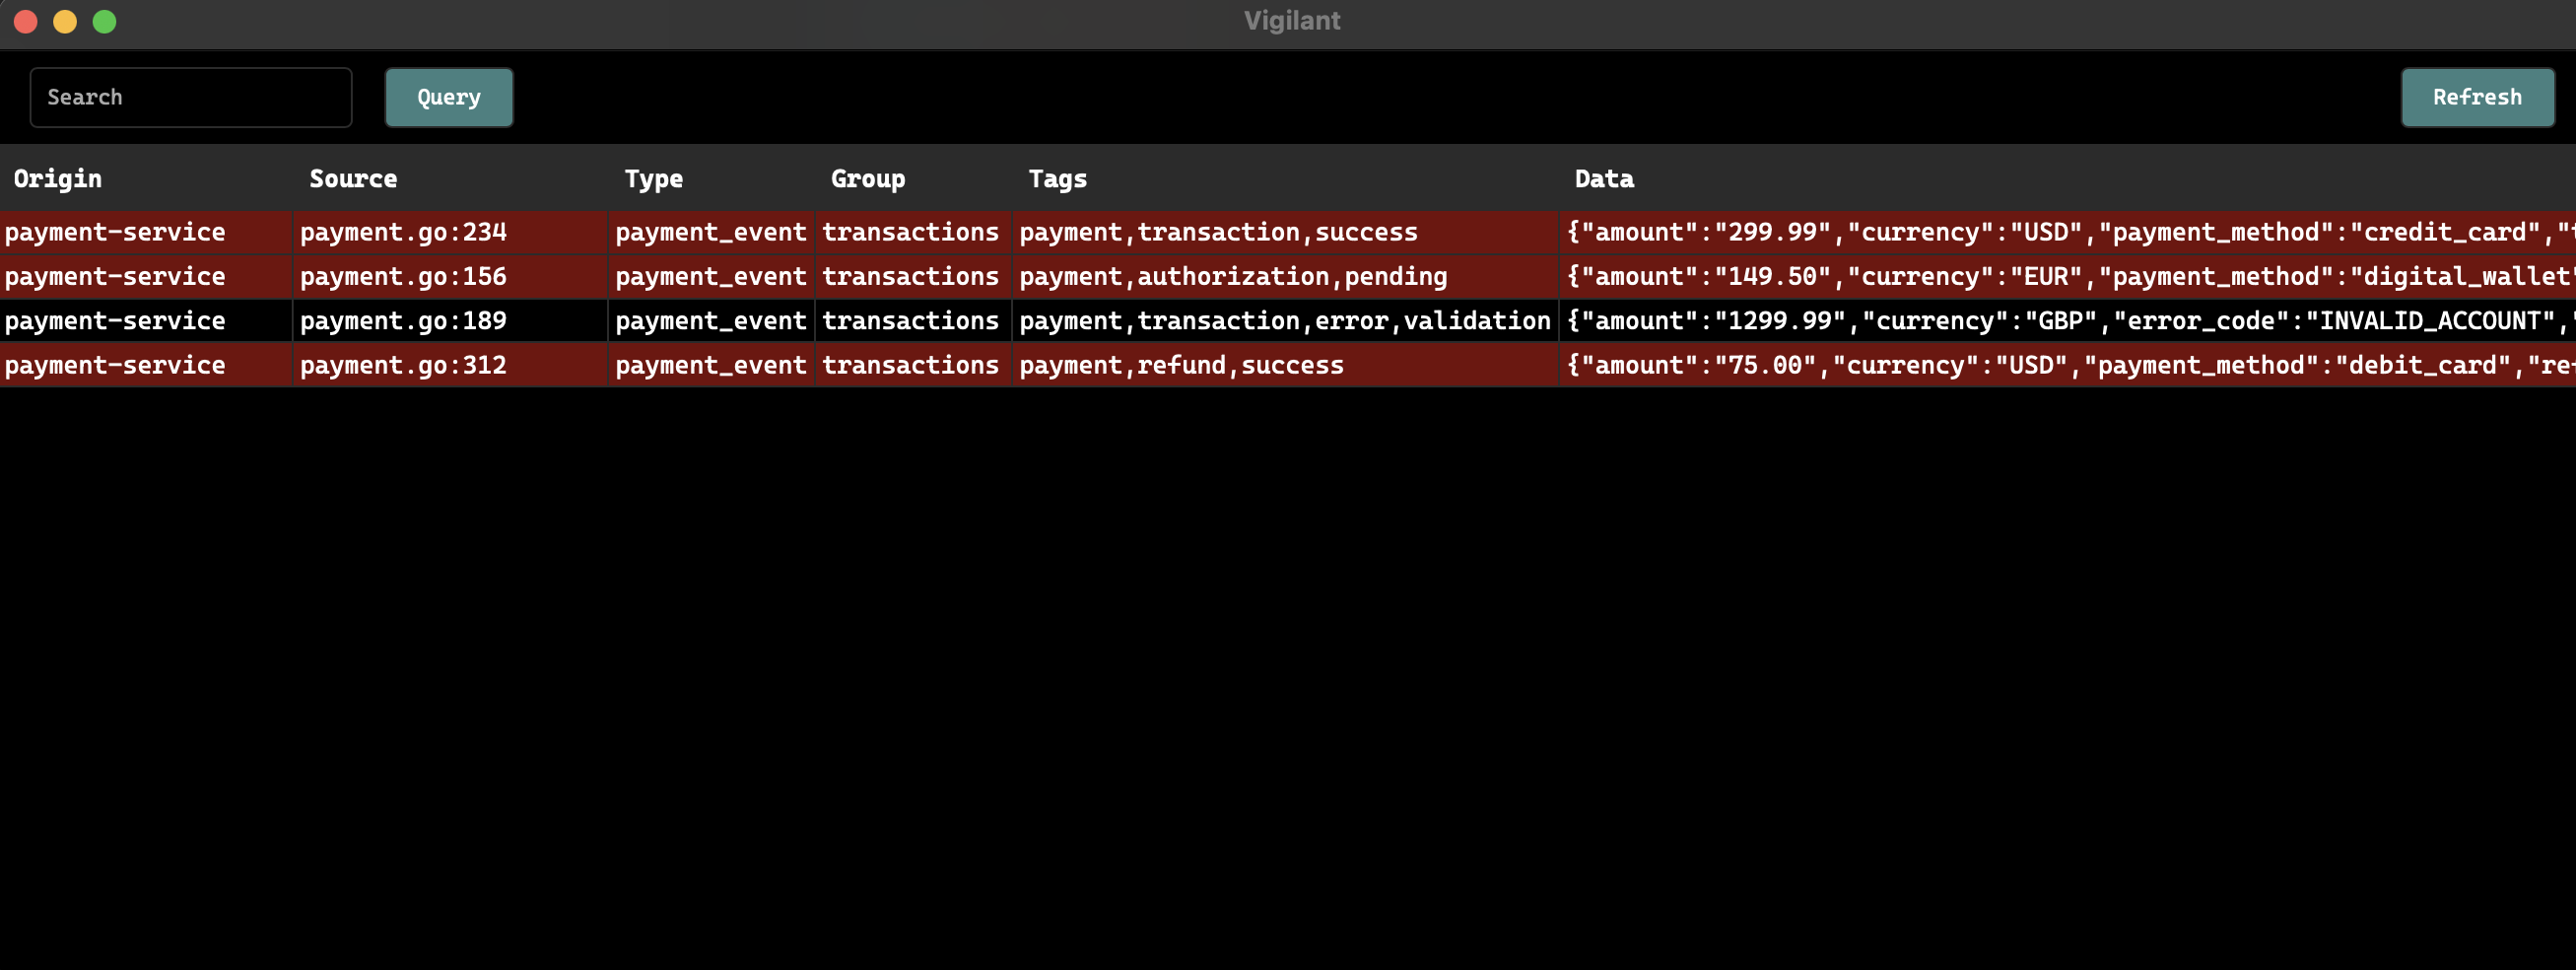 Vigilant
Search Query Refresh
Origin Source Type Group Tags Data
payment-service payment.go:234 payment_event transactions payment,transaction,success {"amount":"299.99","currency":"USD","payment_method":"credit_card","
payment-service payment.go:156 payment_event transactions payment,authorization,pending {"amount":"149.50","currency":"EUR","payment_method":"digital_wallet"
payment-service payment.go:189 payment_event transactions payment,transaction,error,validation {"amount":"1299.99","currency":"GBP","error_code":"INVALID_ACCOUNT","
payment-service payment.go:312 payment_event transactions payment,refund,success {"amount":"75.00","currency":"USD","payment_method":"debit_card","re